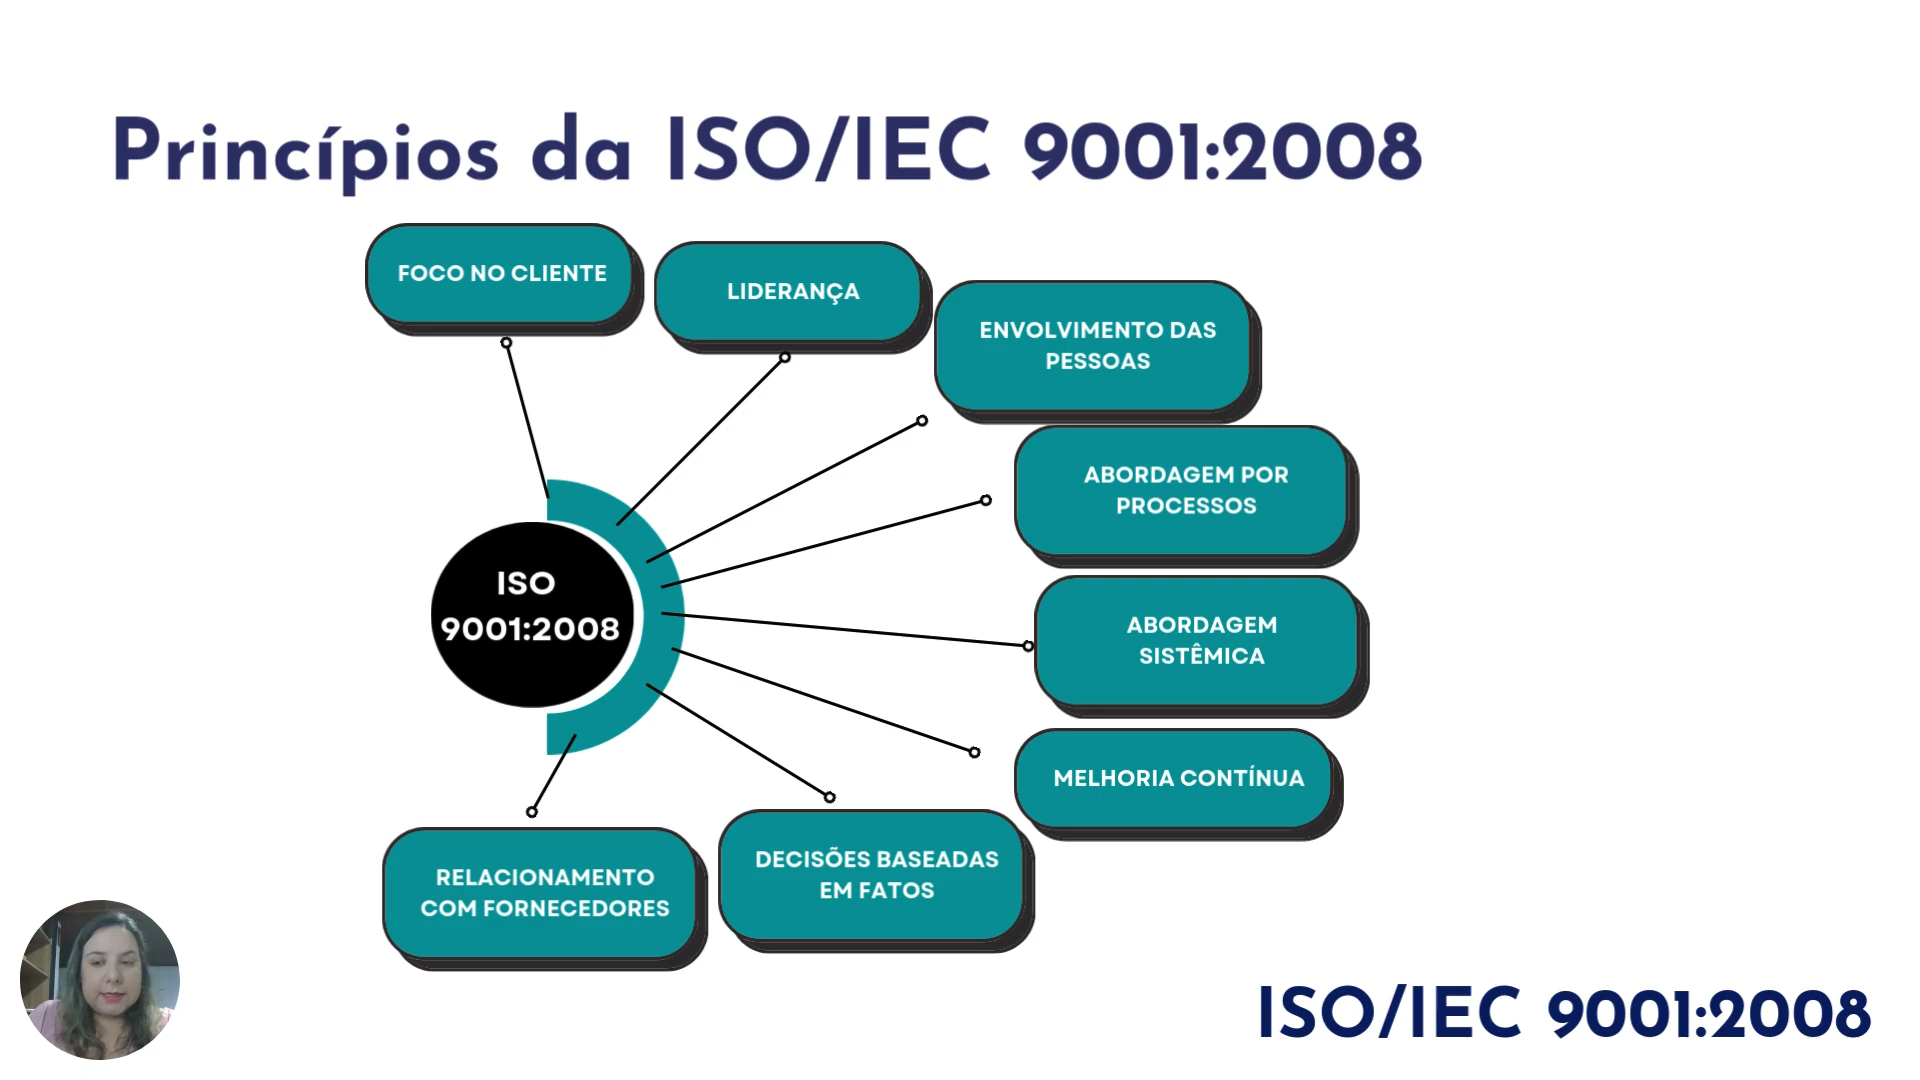 Princípios da ISO/IEC 9001:2008
FOCO NO CLIENTE
LIDERANÇA
ENVOLVIMENTO DAS
PESSOAS
ABORDAGEM POR
PROCESSOS
ABORDAGEM
SISTÊMICA
MELHORIA CONTÍNUA
DECISÕES BASEADAS
EM FATOS
RELACIONAMENTO
COM FORNECEDORES
ISO
9001:2008
ISO/IEC 9001:2008